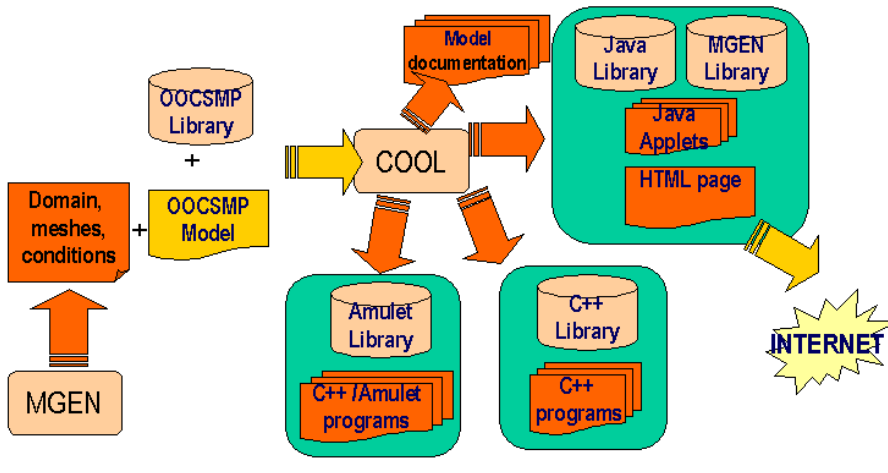 Model
documentation
Java
Library
MGEN
Library
OOCSMP
Library
+
Java
Applets
COOL
HTML page
Domain,
meshes,
conditions
+
OOCSMP
Model
Amulet
Library
C++
Library
INTERNET
MGEN
C++ /Amulet
programs
C++
programs